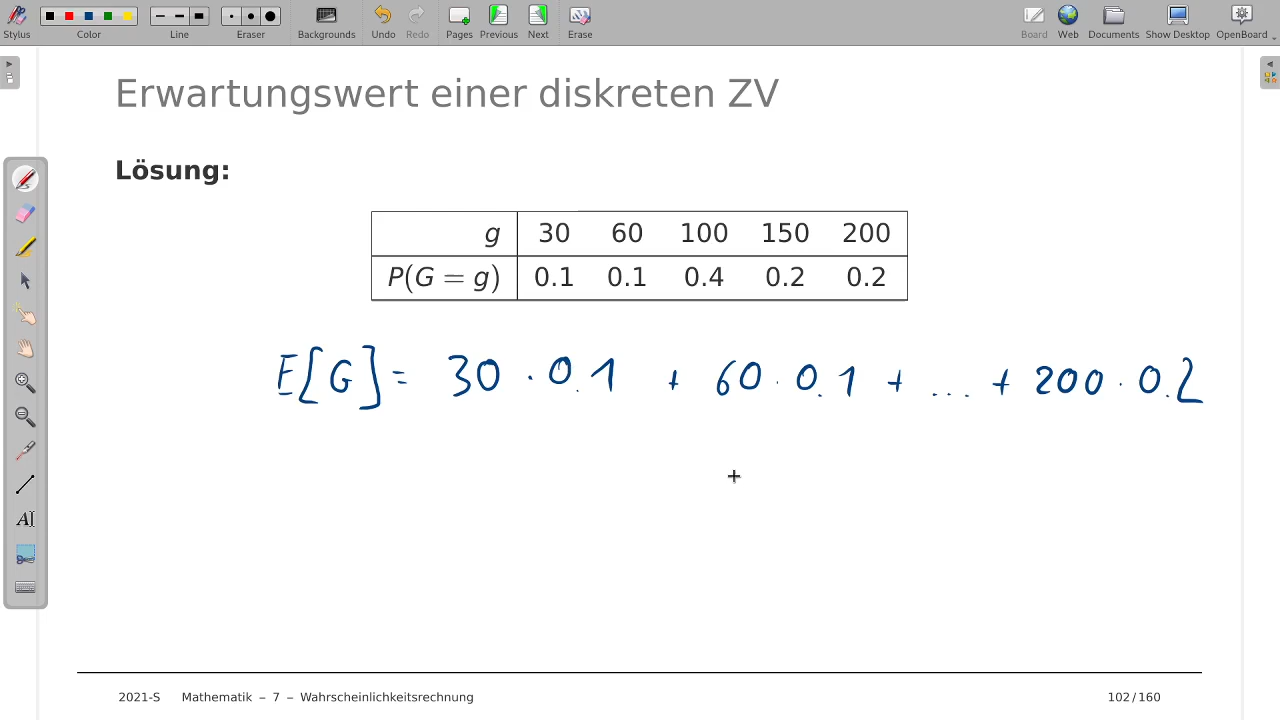 Stylus Color Line Eraser Backgrounds Undo Redo Pages Previous Next Erase Board Web Documents Show Desktop OpenBoard
Erwartungswert einer diskreten ZV
Lösung:
g 30 60 100 150 200
P(G = g) 0.1 0.1 0.4 0.2 0.2
E[G] = 30 · 0.1 + 60 · 0.1 + ... + 200 · 0.2
2021-S Mathematik – 7 – Wahrscheinlichkeitsrechnung 102/160